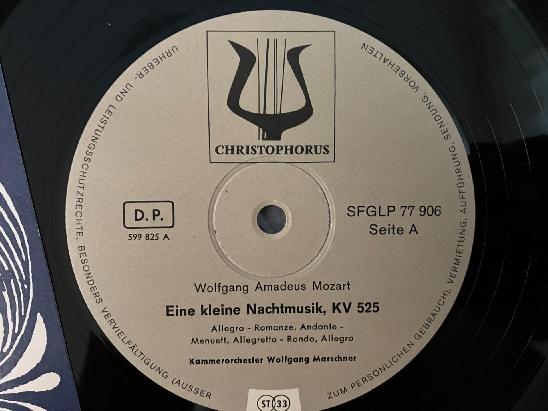 CHRISTOPHORUS
D. P.
599 825 A
SFGLP 77 906
Seite A
Wolfgang Amadeus Mozart
Eine kleine Nachtmusik, KV 525
Allegro - Romanze, Andante -
Menuett, Allegretto - Rondo, Allegro
Kammerorchester Wolfgang Marschner
ST 33
URHEBER- UND LEISTUNGSSCHUTZRECHTE, BESONDERS VERVIELFÄLTIGUNG (AUSSER
ZUM PERSÖNLICHEN GEBRAUCH), VERMIETUNG, AUFFÜHRUNG, SENDUNG, VORBEHALTEN